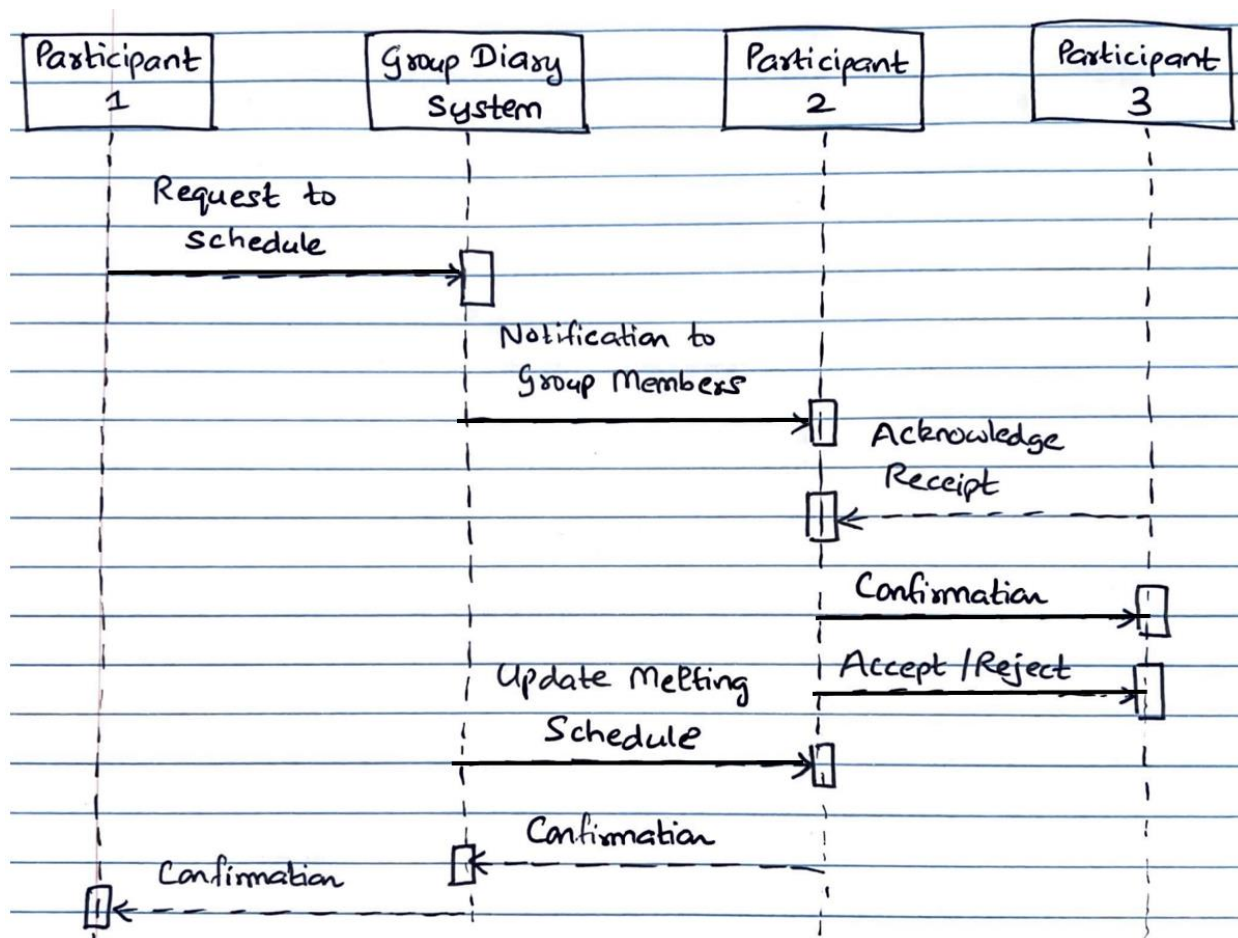 Participant
1
Group Diary
System
Participant
2
Participant
3
Request to
Schedule
Notification to
Group Members
Acknowledge
Receipt
Confirmation
Accept/Reject
Update Melting
Schedule
Confirmation
Confirmation